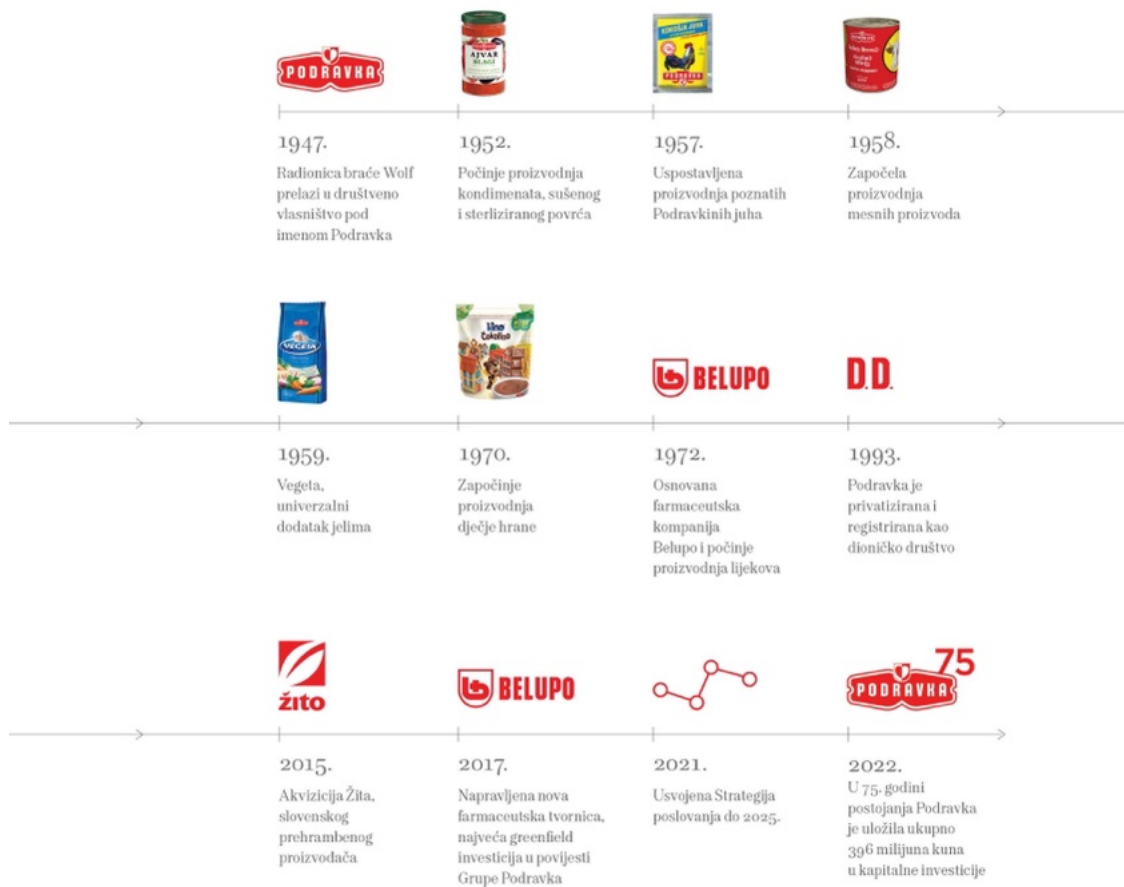 PODRAVKA
AJVAR
BLAGI
KOKOŠJA JUHA
PODRAVKA
1947.
Radionica braće Wolf
prelazi u društveno
vlasništvo pod
imenom Podravka
1952.
Počinje proizvodnja
kondimenata, sušenog
i steriliziranog povrća
1957.
Uspostavljena
proizvodnja poznatih
Podravkinih juha
1958.
Započela
proizvodnja
mesnih proizvoda
VEGETA
lino
Čokolino
BELUPO
D.D.
1959.
Vegeta,
univerzalni
dodatak jelima
1970.
Započinje
proizvodnja
dječje hrane
1972.
Osnovana
farmaceutska
kompanija
Belupo i počinje
proizvodnja lijekova
1993.
Podravka je
privatizirana i
registrirana kao
dioničko društvo
žito
BELUPO
75
PODRAVKA
2015.
Akvizicija Žita,
slovenskog
prehrambenog
proizvođača
2017.
Napravljena nova
farmaceutska tvornica,
najveća greenfield
investicija u povijesti
Grupe Podravka
2021.
Usvojena Strategija
poslovanja do 2025.
2022.
U 75. godini
postojanja Podravka
je uložila ukupno
396 milijuna kuna
u kapitalne investicije